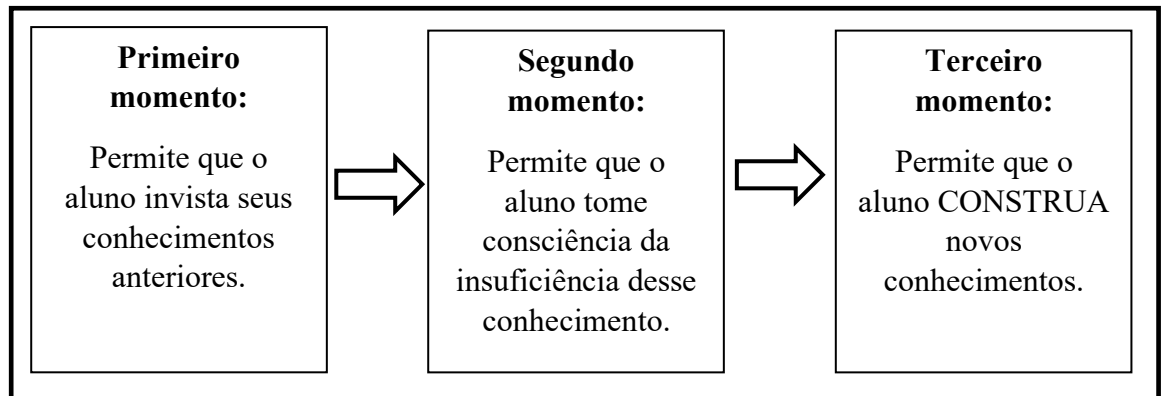 Primeiro
momento:
Permite que o
aluno invista seus
conhecimentos
anteriores.
Segundo
momento:
Permite que o
aluno tome
consciência da
insuficiência desse
conhecimento.
Terceiro
momento:
Permite que o
aluno CONSTRUA
novos
conhecimentos.